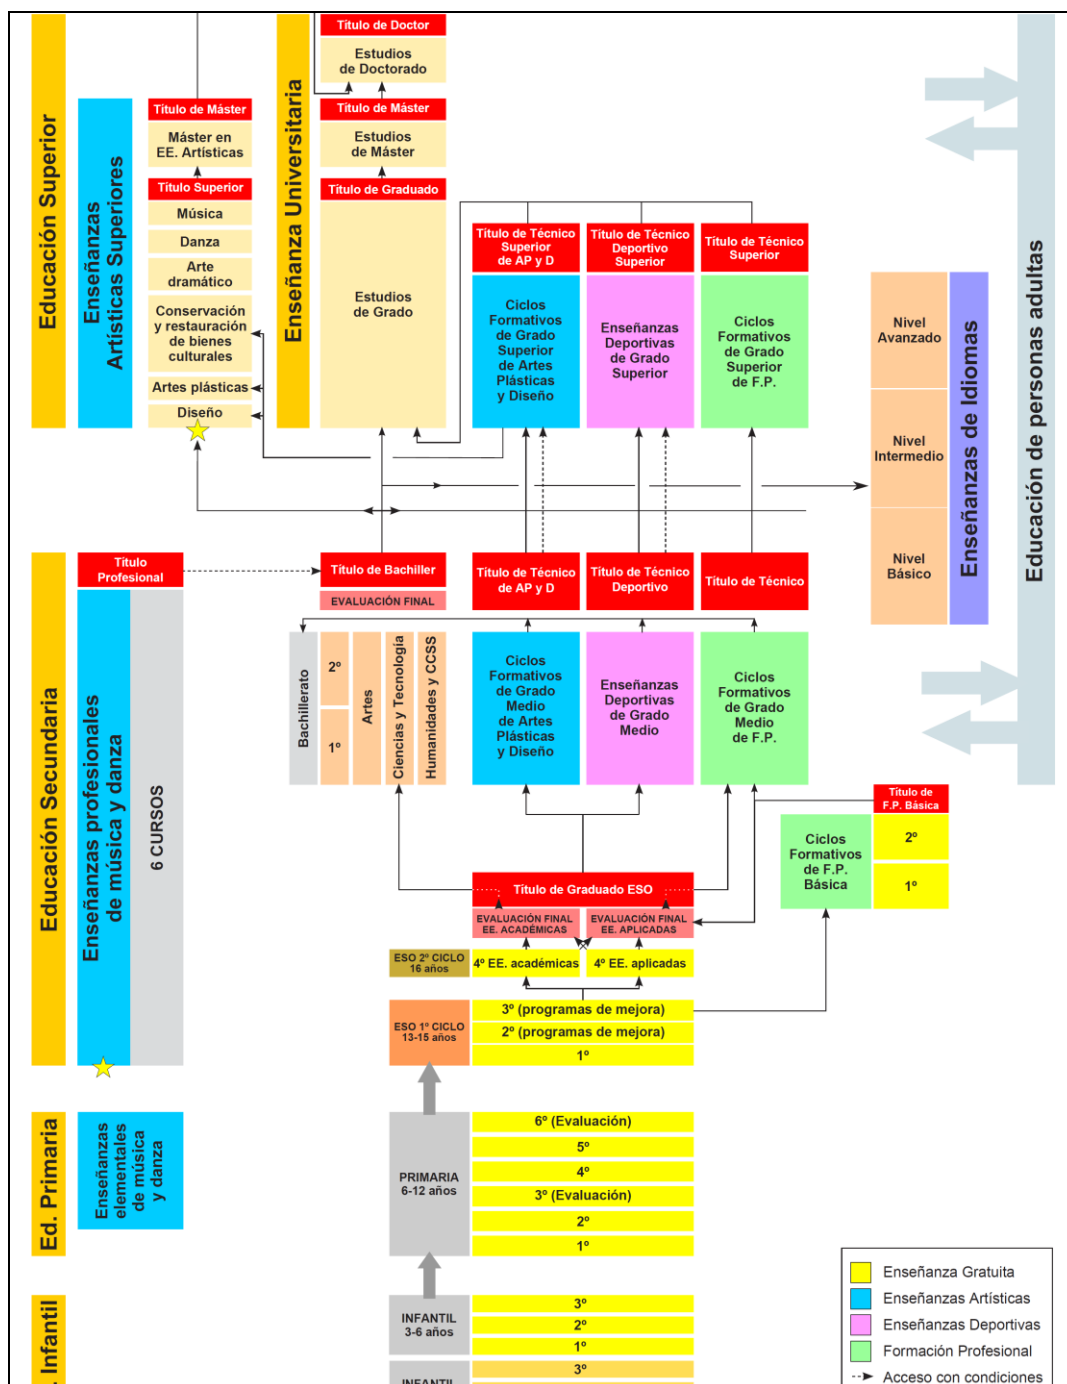 Educación Superior
Enseñanzas
Artísticas Superiores
Título de Máster
Máster en
EE. Artísticas
Título Superior
Música
Danza
Arte
dramático
Conservación
y restauración
de bienes
culturales
Artes plásticas
Diseño
Enseñanza Universitaria
Título de Doctor
Estudios
de Doctorado
Título de Máster
Estudios
de Máster
Título de Graduado
Estudios
de Grado
Título de Técnico
Superior
de AP y D
Ciclos
Formativos
de Grado
Superior
de Artes
Plásticas
y Diseño
Título de Técnico
Deportivo
Superior
Enseñanzas
Deportivas
de Grado
Superior
Título de Técnico
Superior
Ciclos
Formativos
de Grado
Superior
de F.P.
Nivel
Avanzado
Nivel
Intermedio
Nivel
Básico
Enseñanzas de Idiomas
Educación de personas adultas
Educación Secundaria
Título
Profesional
Enseñanzas profesionales
de música y danza
6 CURSOS
Título de Bachiller
EVALUACIÓN FINAL
Bachillerato
2º
1º
Artes
Ciencias y Tecnología
Humanidades y CCSS
Título de Técnico
de AP y D
Ciclos
Formativos
de Grado
Medio
de Artes
Plásticas
y Diseño
Título de Técnico
Deportivo
Enseñanzas
Deportivas
de Grado
Medio
Título de Técnico
Ciclos
Formativos
de Grado
Medio
de F.P.
Título de
F.P. Básica
Ciclos
Formativos
de F.P.
Básica
2º
1º
Título de Graduado ESO
EVALUACIÓN FINAL
EE. ACADÉMICAS
EVALUACIÓN FINAL
EE. APLICADAS
ESO 2º CICLO
16 años
4º EE. académicas
4º EE. aplicadas
ESO 1º CICLO
13-15 años
3º (programas de mejora)
2º (programas de mejora)
1º
Ed. Primaria
Enseñanzas
elementales
de música
y danza
PRIMARIA
6-12 años
6º (Evaluación)
5º
4º
3º (Evaluación)
2º
1º
. Infantil
INFANTIL
3-6 años
3º
2º
1º
INFANTIL
3º
Enseñanza Gratuita
Enseñanzas Artísticas
Enseñanzas Deportivas
Formación Profesional
Acceso con condiciones